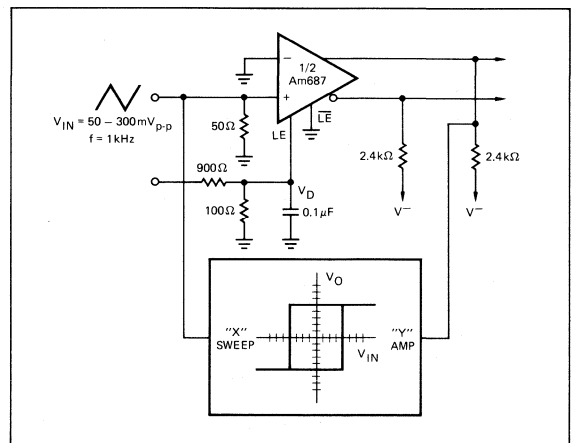 1/2
Am687
−
+
LE
L̅E̅
V_IN = 50 – 300mV_p-p
f = 1kHz
50Ω
900Ω
100Ω
V_D
0.1μF
2.4kΩ
2.4kΩ
V⁻
V⁻
V_O
"X"
SWEEP
V_IN
"Y"
AMP